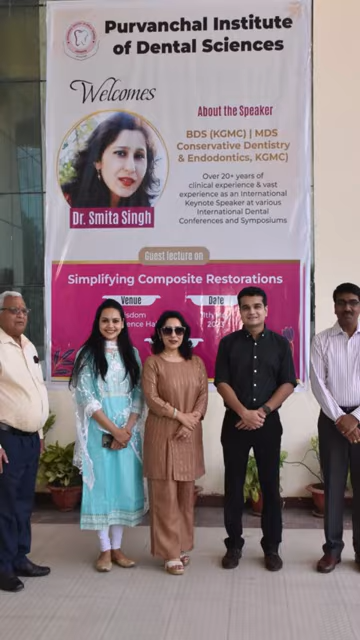 Purvanchal Institute
of Dental Sciences
Welcomes
About the Speaker
BDS (KGMC) | MDS
Conservative Dentistry
& Endodontics, KGMC)
Over 20+ years of
clinical experience & vast
experience as an International
Keynote Speaker at various
International Dental
Conferences and Symposiums
Dr. Smita Singh
Guest lecture on
Simplifying Composite Restorations
Venue
Date